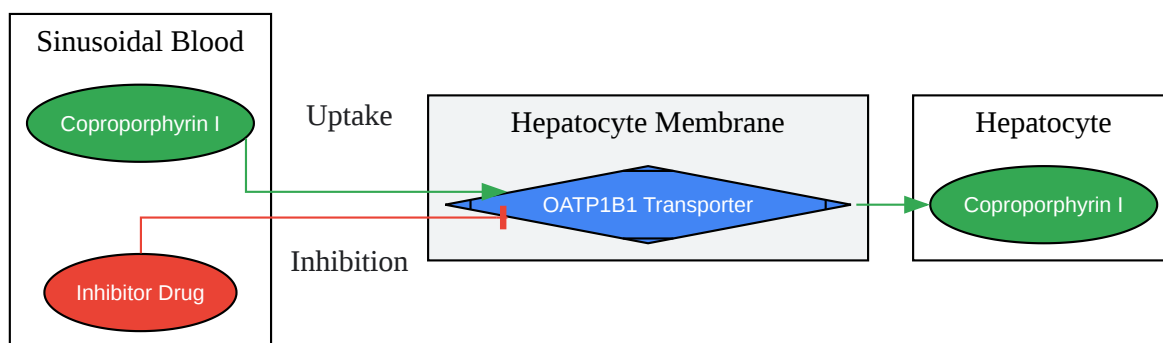 Sinusoidal Blood
Coproporphyrin I
Inhibitor Drug
Uptake
Inhibition
Hepatocyte Membrane
OATP1B1 Transporter
Hepatocyte
Coproporphyrin I